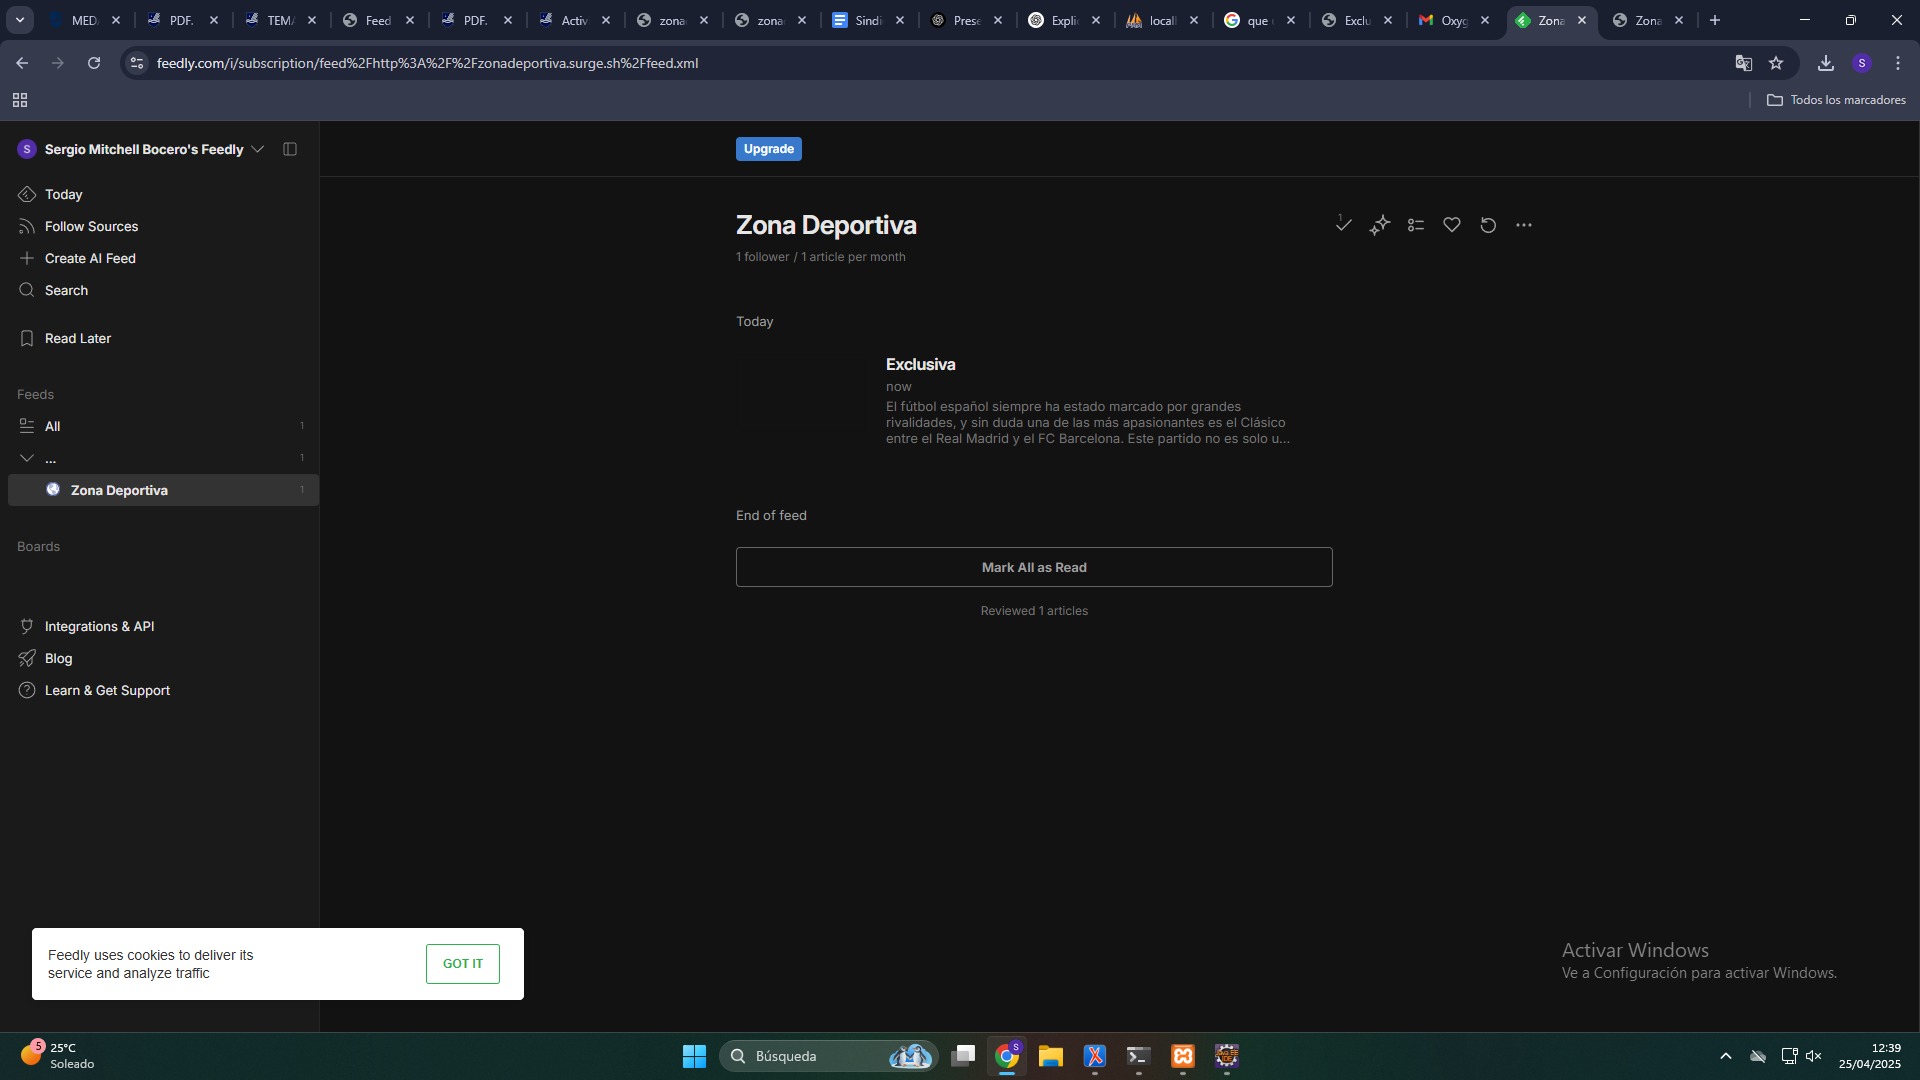 MED.
PDF.
TEM.
Feed
PDF.
Activ
zona
zona
Sindi
Prese
Explic
locall
que
Exclu
Oxyg
Zona
Zona
feedly.com/i/subscription/feed%2Fhttp%3A%2F%2Fzonadeportiva.surge.sh%2Ffeed.xml
S
Todos los marcadores
S
Sergio Mitchell Bocero's Feedly
Upgrade
Today
Follow Sources
Create AI Feed
Search
Read Later
Feeds
All
1
...
1
Zona Deportiva
1
Boards
Integrations & API
Blog
Learn & Get Support
Zona Deportiva
1
1 follower / 1 article per month
Today
Exclusiva
now
El fútbol español siempre ha estado marcado por grandes
rivalidades, y sin duda una de las más apasionantes es el Clásico
entre el Real Madrid y el FC Barcelona. Este partido no es solo u...
End of feed
Mark All as Read
Reviewed 1 articles
Feedly uses cookies to deliver its
service and analyze traffic
GOT IT
Activar Windows
Ve a Configuración para activar Windows.
5
25°C
Soleado
Búsqueda
S
Java EE
IDE
12:39
25/04/2025